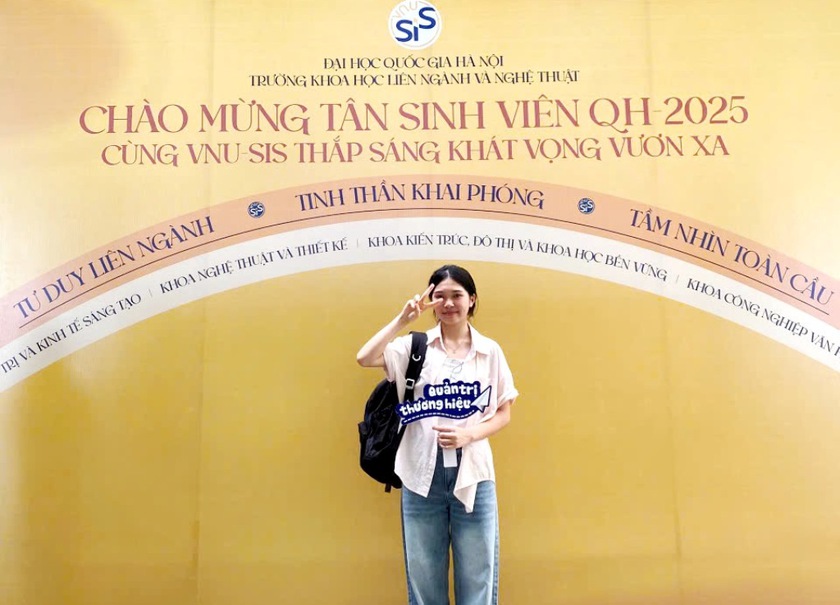 VNU
SIS
ĐẠI HỌC QUỐC GIA HÀ NỘI
TRƯỜNG KHOA HỌC LIÊN NGÀNH VÀ NGHỆ THUẬT
CHÀO MỪNG TÂN SINH VIÊN QH-2025
CÙNG VNU-SIS THẮP SÁNG KHÁT VỌNG VƯƠN XA
TƯ DUY LIÊN NGÀNH SIS TINH THẦN KHAI PHÓNG SIS TẦM NHÌN TOÀN CẦU
TRỊ VÀ KINH TẾ SÁNG TẠO | KHOA NGHỆ THUẬT VÀ THIẾT KẾ | KHOA KIẾN TRÚC, ĐÔ THỊ VÀ KHOA HỌC BỀN VỮNG | KHOA CÔNG NGHIỆP VĂN
Quản trị
thương hiệu